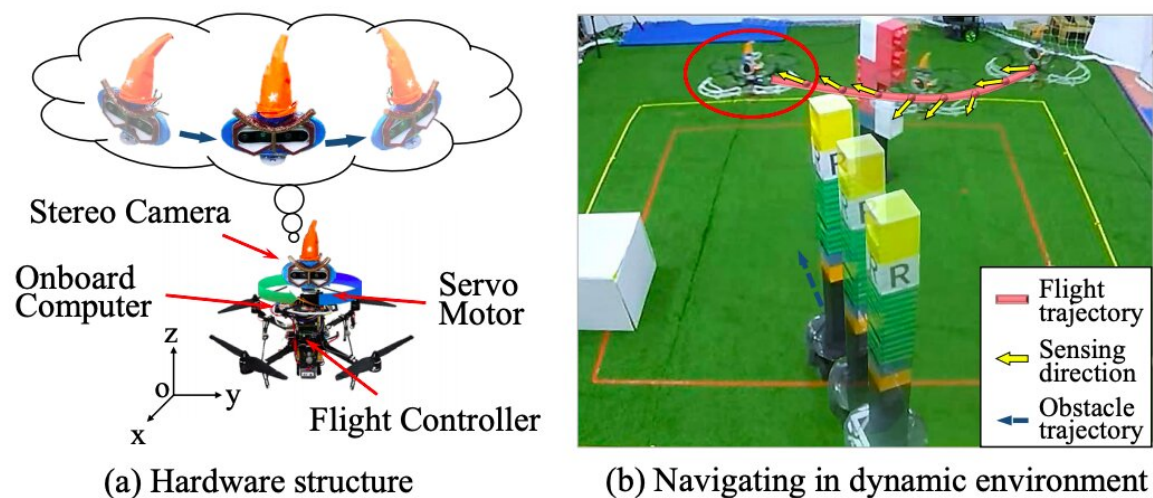 Stereo Camera
Onboard
Computer
Servo
Motor
z
o
y
x
Flight Controller
(a) Hardware structure
R
R
R
Flight
trajectory
Sensing
direction
Obstacle
trajectory
(b) Navigating in dynamic environment